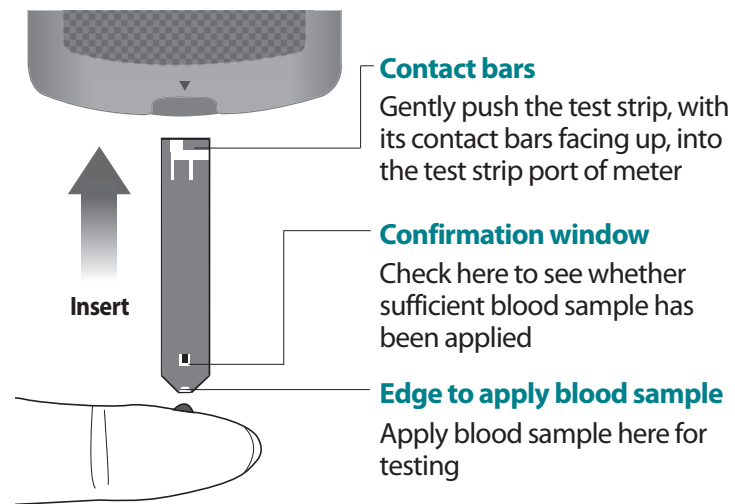 Contact bars
Gently push the test strip, with
its contact bars facing up, into
the test strip port of meter
Confirmation window
Check here to see whether
sufficient blood sample has
been applied
Insert
Edge to apply blood sample
Apply blood sample here for
testing